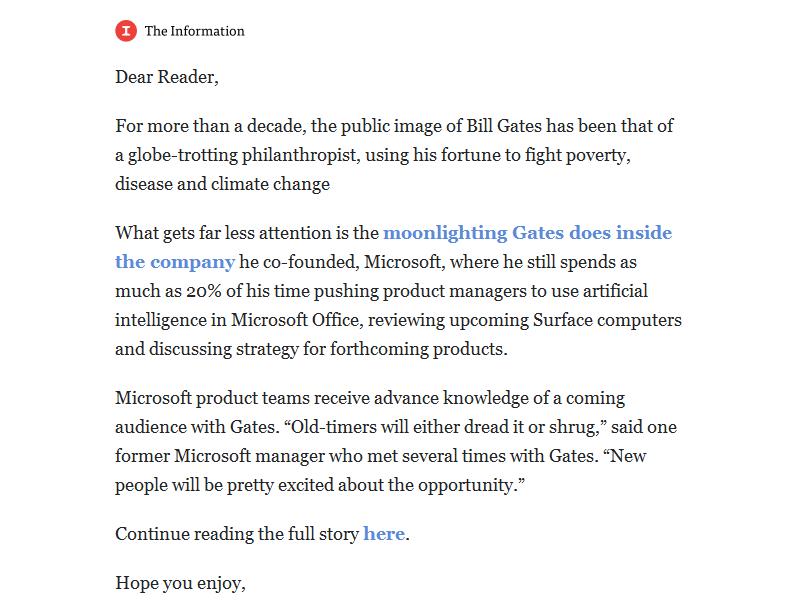 The Information
Dear Reader,
For more than a decade, the public image of Bill Gates has been that of
a globe-trotting philanthropist, using his fortune to fight poverty,
disease and climate change
What gets far less attention is the moonlighting Gates does inside
the company he co-founded, Microsoft, where he still spends as
much as 20% of his time pushing product managers to use artificial
intelligence in Microsoft Office, reviewing upcoming Surface computers
and discussing strategy for forthcoming products.
Microsoft product teams receive advance knowledge of a coming
audience with Gates. “Old-timers will either dread it or shrug,” said one
former Microsoft manager who met several times with Gates. “New
people will be pretty excited about the opportunity.”
Continue reading the full story here.
Hope you enjoy,